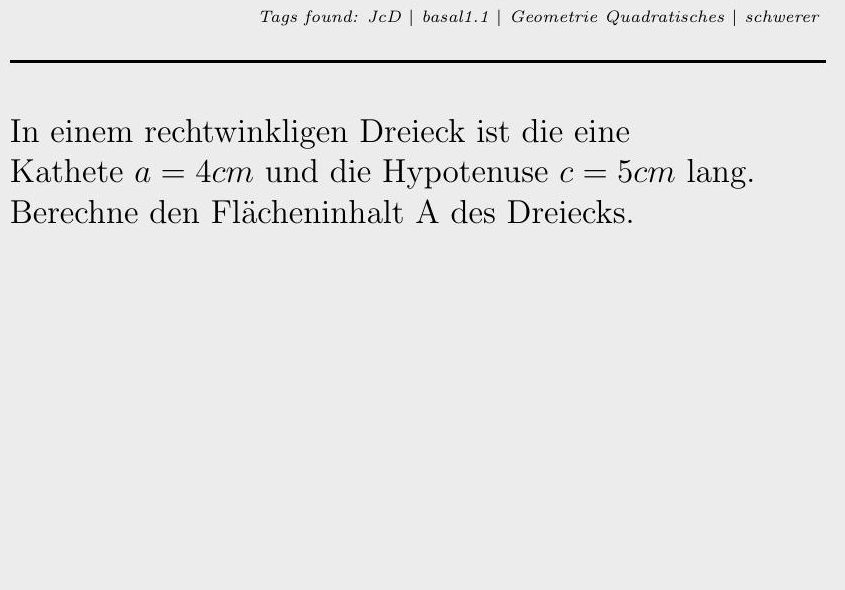 Tags found: JcD | basal1.1 | Geometrie Quadratisches | schwerer
In einem rechtwinkligen Dreieck ist die eine
Kathete a = 4cm und die Hypotenuse c = 5cm lang.
Berechne den Flächeninhalt A des Dreiecks.